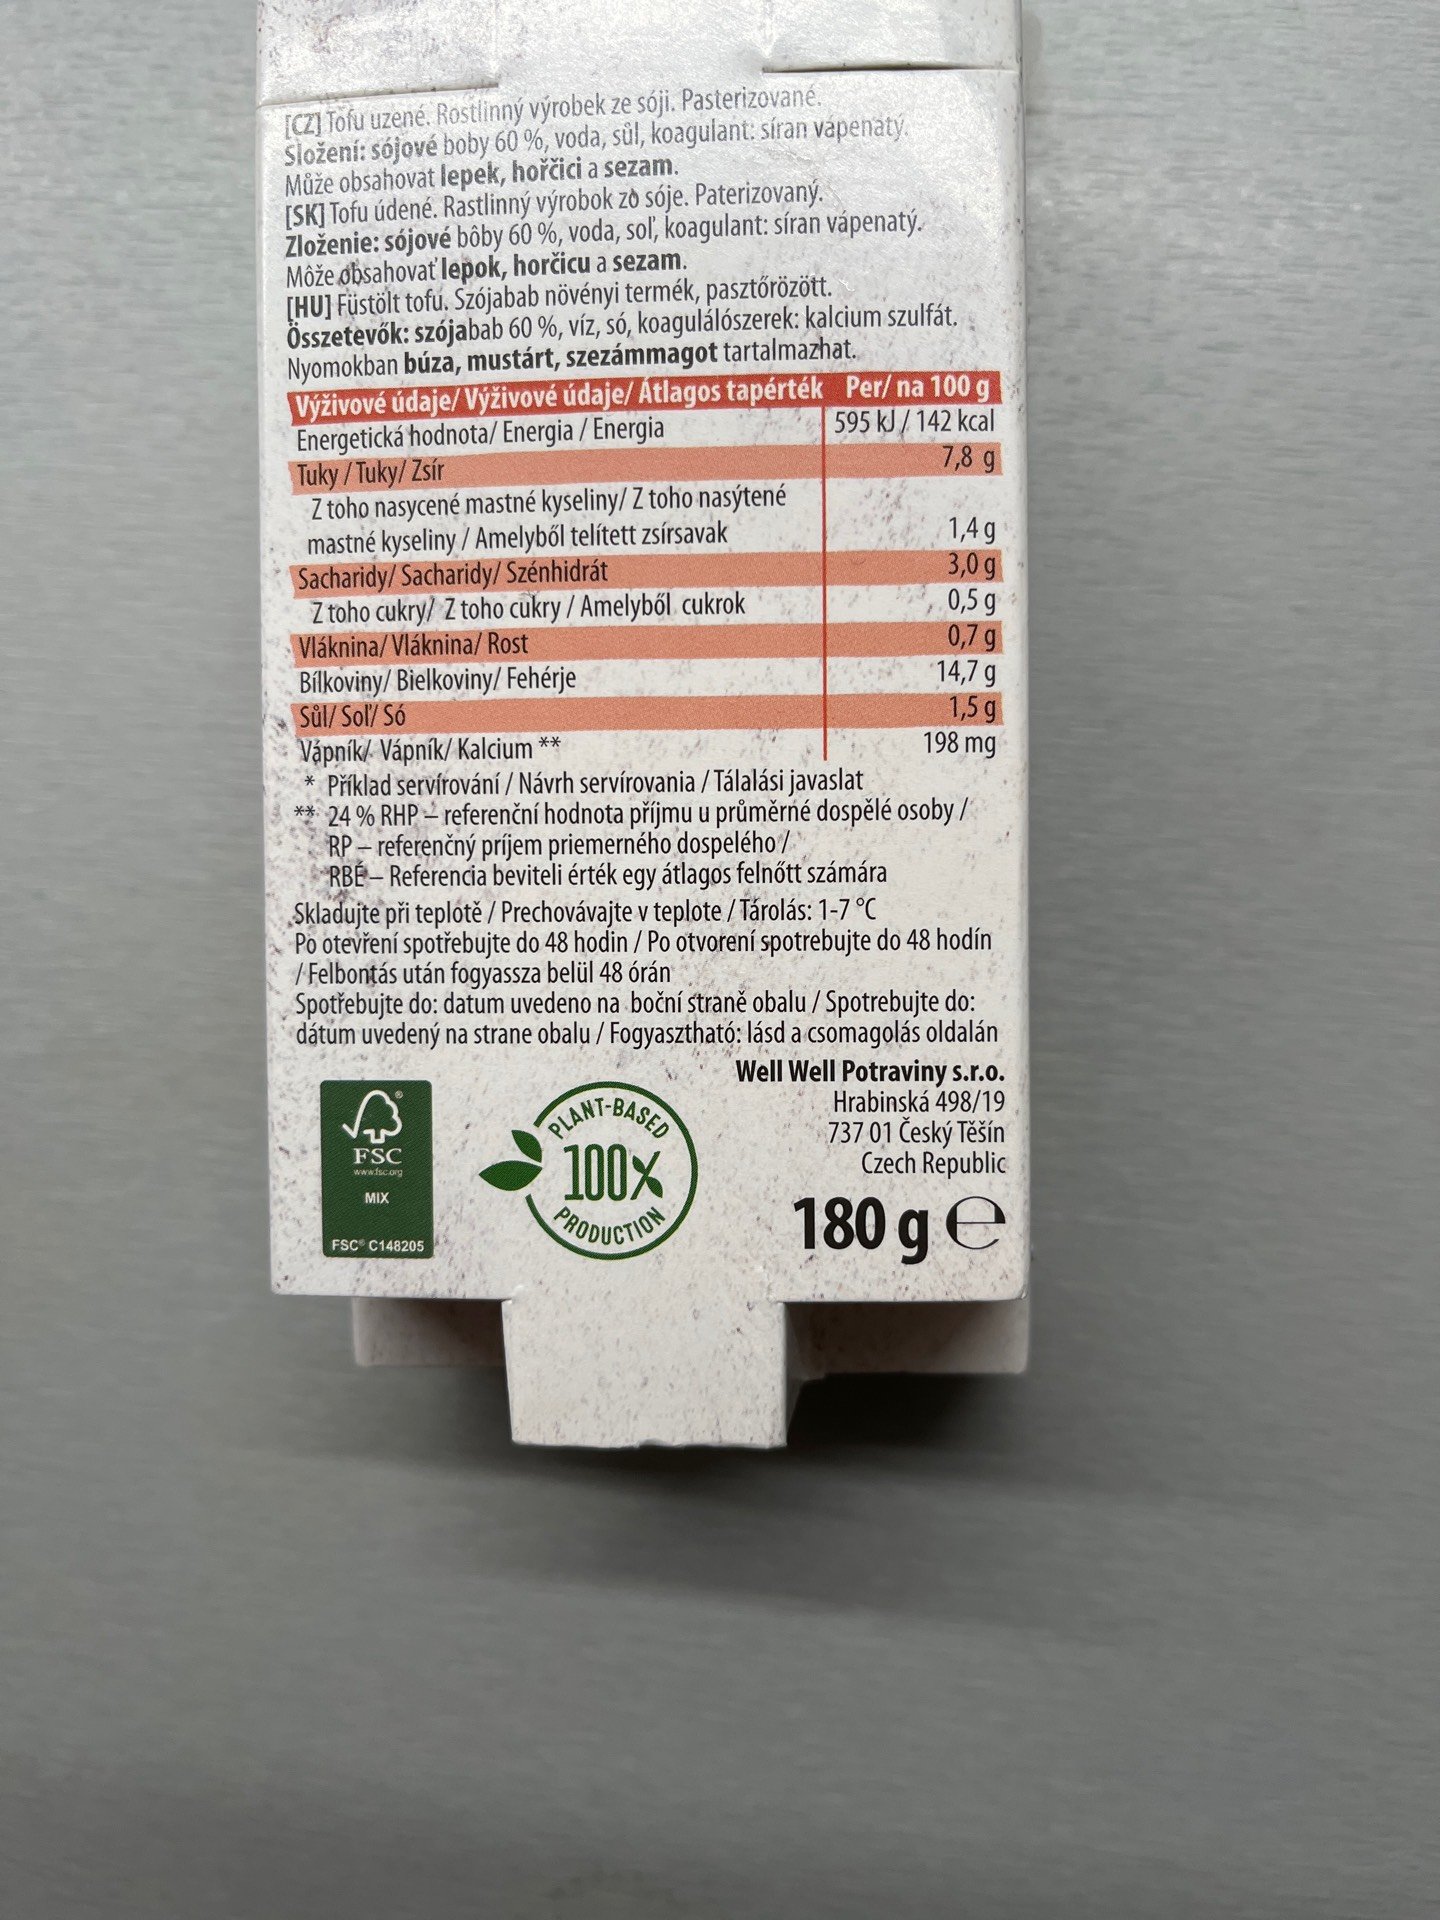 [CZ] Tofu uzené. Rostlinný výrobek ze sóji. Pasterizované.
Složení: sójové boby 60 %, voda, sůl, koagulant: síran vápenatý.
Může obsahovat lepek, hořčici a sezam.
[SK] Tofu údené. Rastlinný výrobok zo sóje. Paterizovaný.
Zloženie: sójové bôby 60 %, voda, soľ, koagulant: síran vápenatý.
Môže obsahovať lepok, horčicu a sezam.
[HU] Füstölt tofu. Szójabab növényi termék, pasztőrözött.
Összetevők: szójabab 60 %, víz, só, koagulálószerek: kalcium szulfát.
Nyomokban búza, mustárt, szezámmagot tartalmazhat.
Výživové údaje/ Výživové údaje/ Átlagos tapérték Per/ na 100 g
Energetická hodnota/ Energia / Energia 595 kJ / 142 kcal
Tuky / Tuky/ Zsír 7,8 g
Z toho nasycené mastné kyseliny/ Z toho nasýtené
mastné kyseliny / Amelyből telített zsírsavak 1,4 g
Sacharidy/ Sacharidy/ Szénhidrát 3,0 g
Z toho cukry/ Z toho cukry / Amelyből cukrok 0,5 g
Vláknina/ Vláknina/ Rost 0,7 g
Bílkoviny/ Bielkoviny/ Fehérje 14,7 g
Sůl/ Soľ/ Só 1,5 g
Vápník/ Vápník/ Kalcium ** 198 mg
* Příklad servírování / Návrh servírovania / Tálalási javaslat
** 24 % RHP – referenční hodnota příjmu u průměrné dospělé osoby /
RP – referenčný príjem priemerného dospelého /
RBÉ – Referencia beviteli érték egy átlagos felnőtt számára
Skladujte při teplotě / Prechovávajte v teplote / Tárolás: 1-7 °C
Po otevření spotřebujte do 48 hodin / Po otvorení spotrebujte do 48 hodín
/ Felbontás után fogyassza belül 48 órán
Spotřebujte do: datum uvedeno na boční straně obalu / Spotrebujte do:
dátum uvedený na strane obalu / Fogyasztható: lásd a csomagolás oldalán
Well Well Potraviny s.r.o.
Hrabinská 498/19
737 01 Český Těšín
Czech Republic
180 g ℮
FSC
www.fsc.org
MIX
FSC® C148205
PLANT-BASED
100%
PRODUCTION